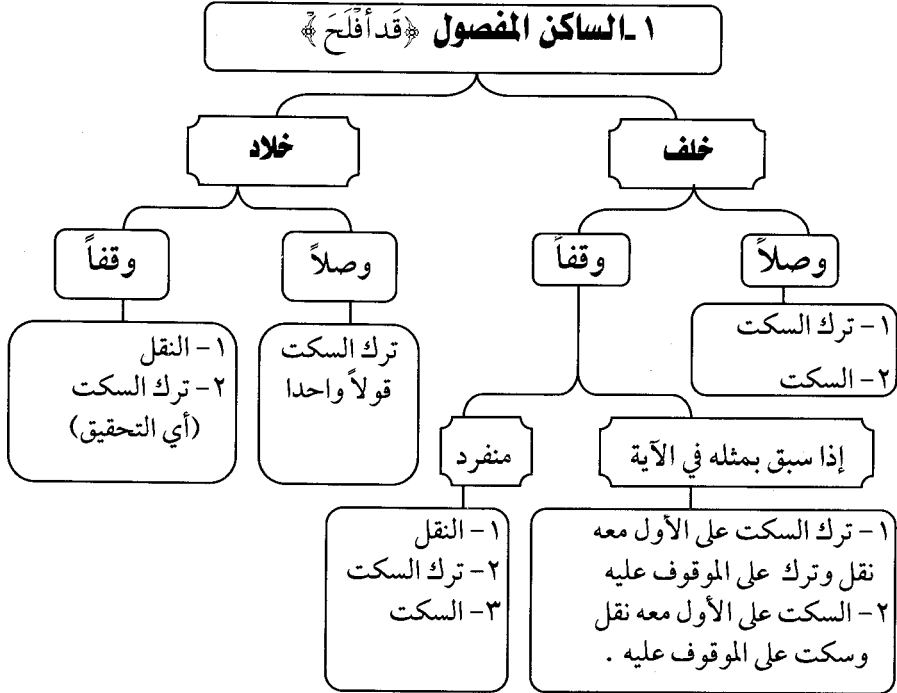 ١ـ الساكن المفصول ﴿قَدْ أَفْلَحَ﴾
خلف
خلاد
وصلاً
وقفاً
وصلاً
وقفاً
١- ترك السكت
٢- السكت
ترك السكت
قولاً واحدا
١- النقل
٢- ترك السكت
(أي التحقيق)
إذا سبق بمثله في الآية
منفرد
١- ترك السكت على الأول معه
نقل وترك على الموقوف عليه
٢- السكت على الأول معه نقل
وسكت على الموقوف عليه .
١- النقل
٢- ترك السكت
٣- السكت